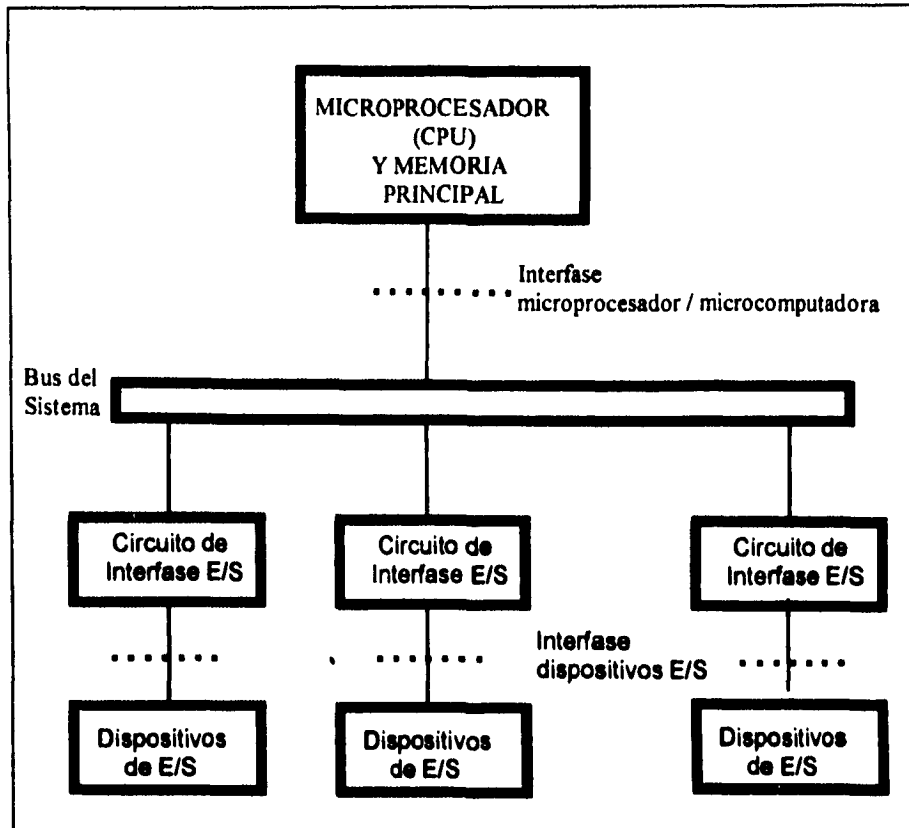 MICROPROCESADOR
(CPU)
Y MEMORIA
PRINCIPAL
Interfase
microprocesador / microcomputadora
Bus del
Sistema
Circuito de
Interfase E/S
Circuito de
Interfase E/S
Circuito de
Interfase E/S
Interfase
dispositivos E/S
Dispositivos
de E/S
Dispositivos
de E/S
Dispositivos
de E/S